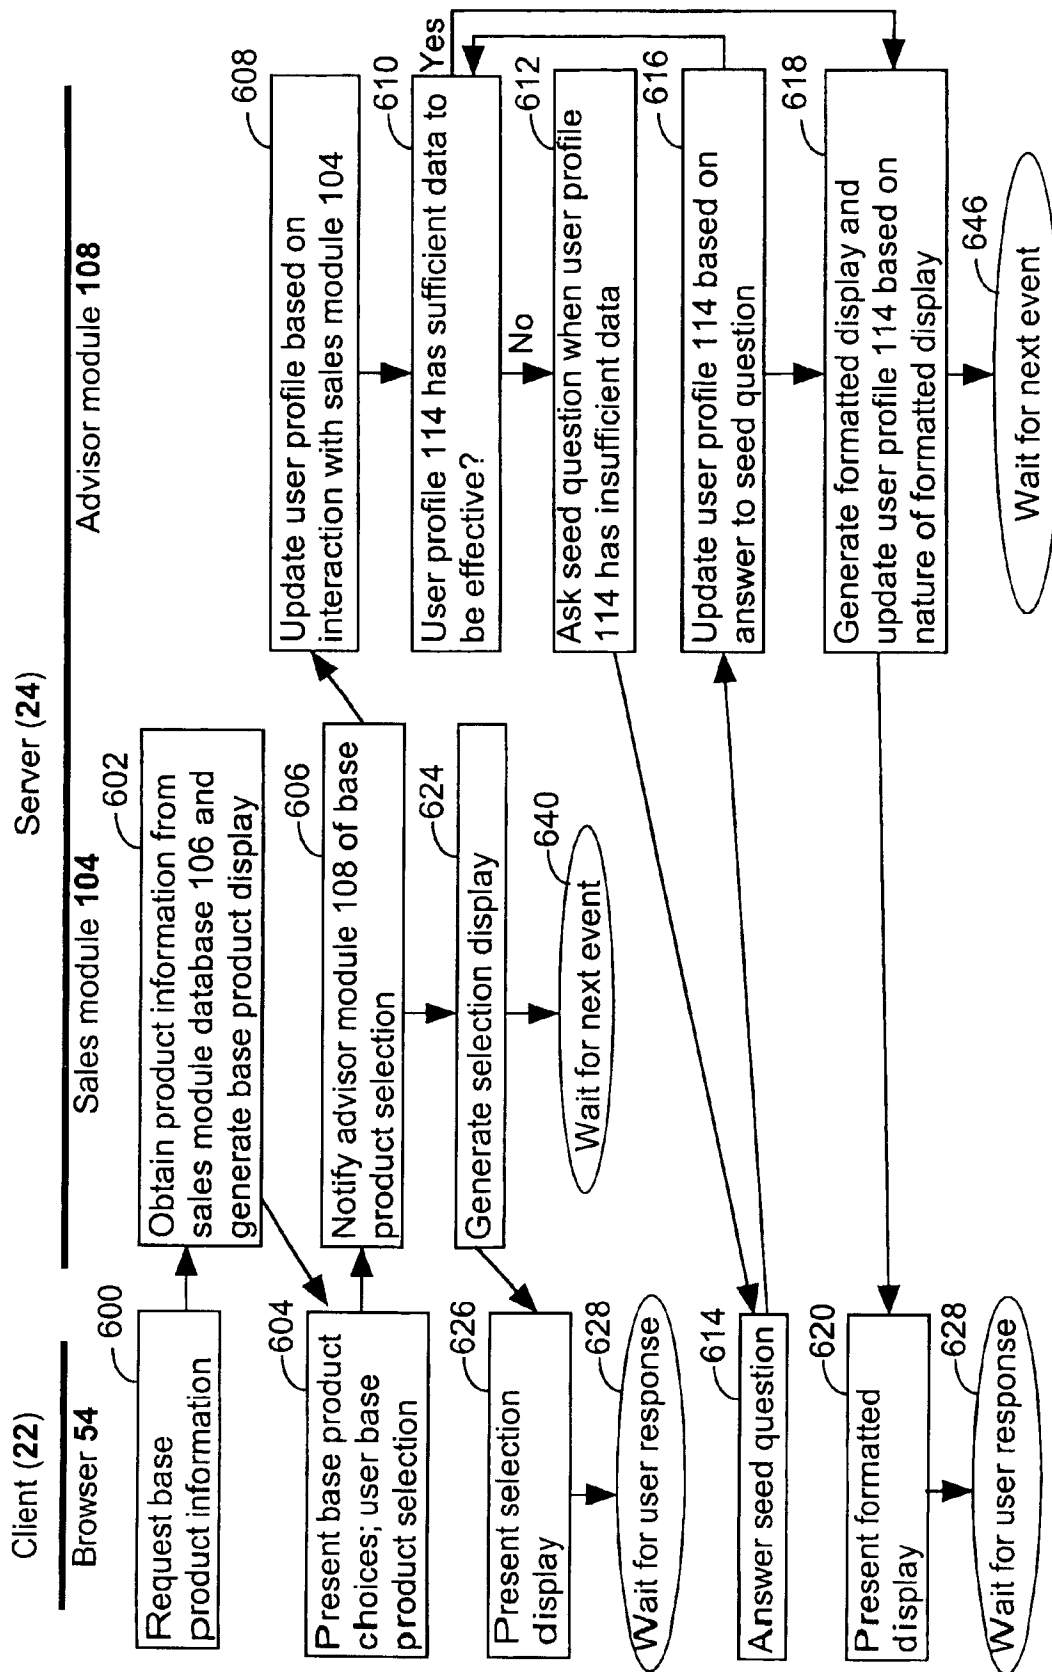 Client (22)
Server (24)
Browser 54
Sales module 104
Advisor module 108
600
Request base
product information
602
Obtain product information from
sales module database 106 and
generate base product display
604
Present base product
choices; user base
product selection
606
Notify advisor module 108 of base
product selection
608
Update user profile based on
interaction with sales module 104
610
User profile 114 has sufficient data to
be effective?
Yes
No
612
Ask seed question when user profile
114 has insufficient data
624
Generate selection display
626
Present selection
display
628
Wait for user response
640
Wait for next event
614
Answer seed question
616
Update user profile 114 based on
answer to seed question
618
Generate formatted display and
update user profile 114 based on
nature of formatted display
620
Present formatted
display
628
Wait for user response
646
Wait for next event